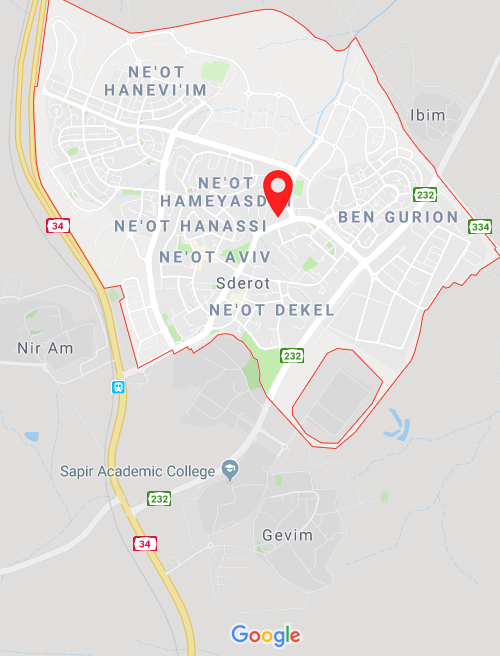 NE'OT
HANEVI'IM
Ibim
NE'OT
HAMEYASD
232
34
NE'OT HANASSI
BEN GURION
334
NE'OT AVIV
Sderot
NE'OT DEKEL
Nir Am
232
Sapir Academic College
232
Gevim
34
Google